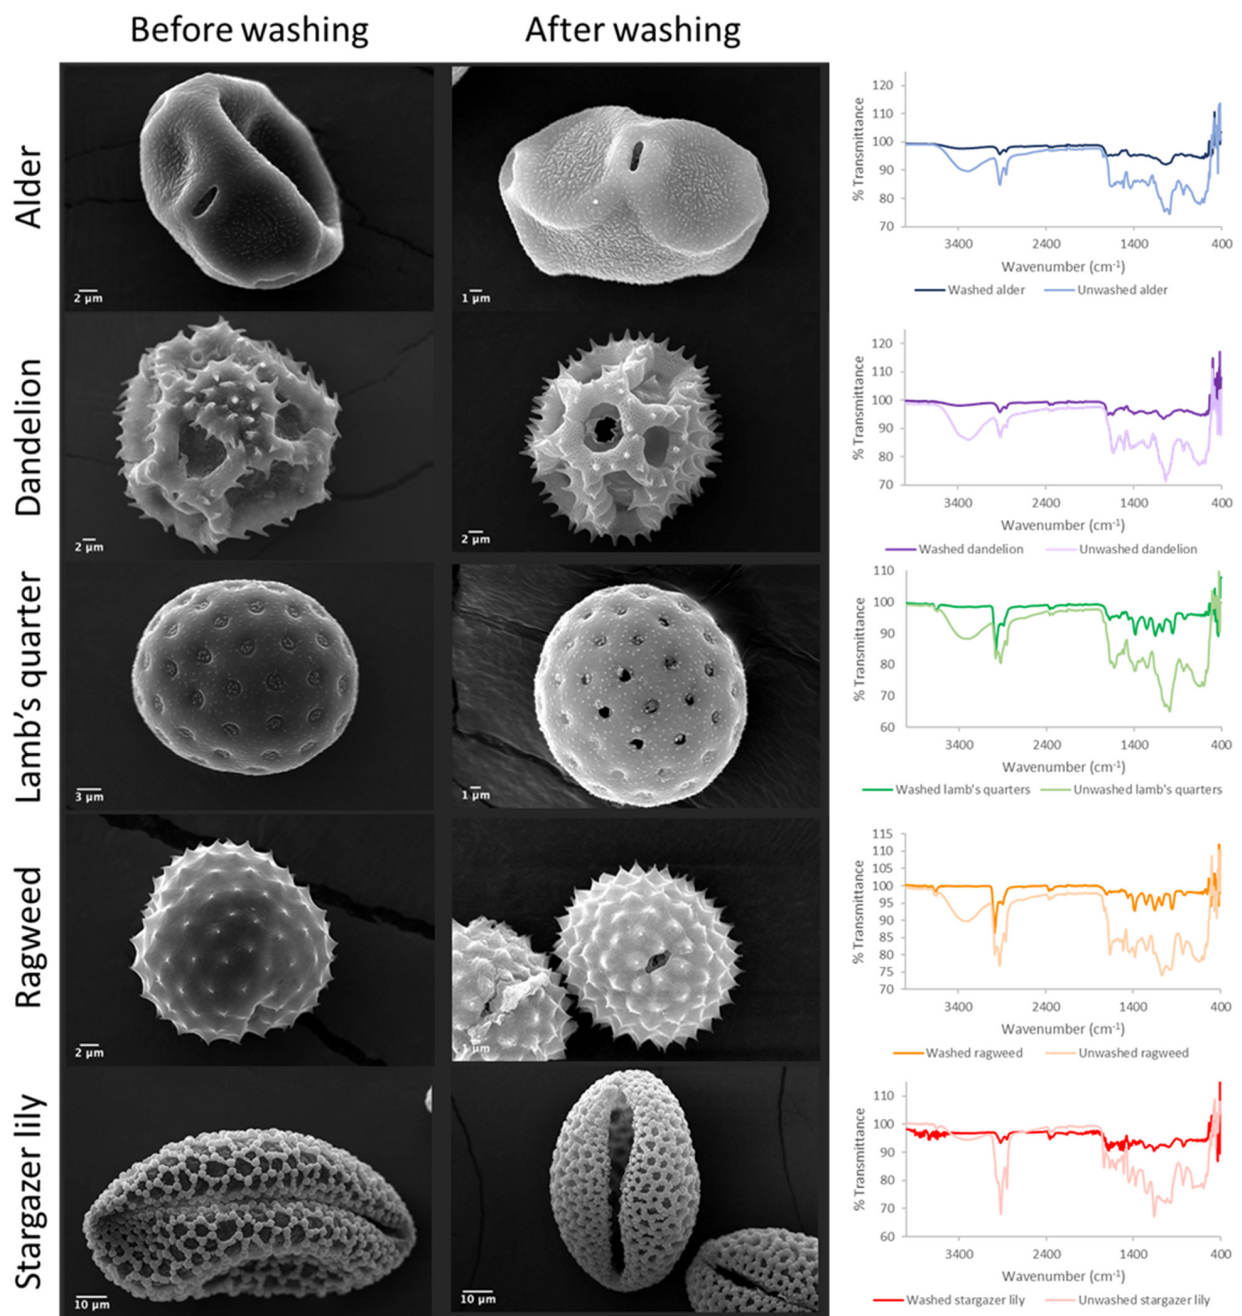 Before washing
After washing
Alder
2 µm
1 µm
120
110
100
90
80
70
% Transmittance
3400
2400
1400
400
Wavenumber (cm⁻¹)
Washed alder
Unwashed alder
Dandelion
2 µm
2 µm
120
110
100
90
80
70
% Transmittance
3400
2400
1400
400
Wavenumber (cm⁻¹)
Washed dandelion
Unwashed dandelion
Lamb's quarter
3 µm
1 µm
110
100
90
80
70
60
% Transmittance
3400
2400
1400
400
Wavenumber (cm⁻¹)
Washed lamb's quarters
Unwashed lamb's quarters
Ragweed
2 µm
1 µm
115
110
105
100
95
90
85
80
75
70
% Transmittance
3400
2400
1400
400
Wavenumber (cm⁻¹)
Washed ragweed
Unwashed ragweed
Stargazer lily
10 µm
10 µm
110
100
90
80
70
60
% Transmittance
3400
2400
1400
400
Wavenumber (cm⁻¹)
Washed stargazer lily
Unwashed stargazer lily